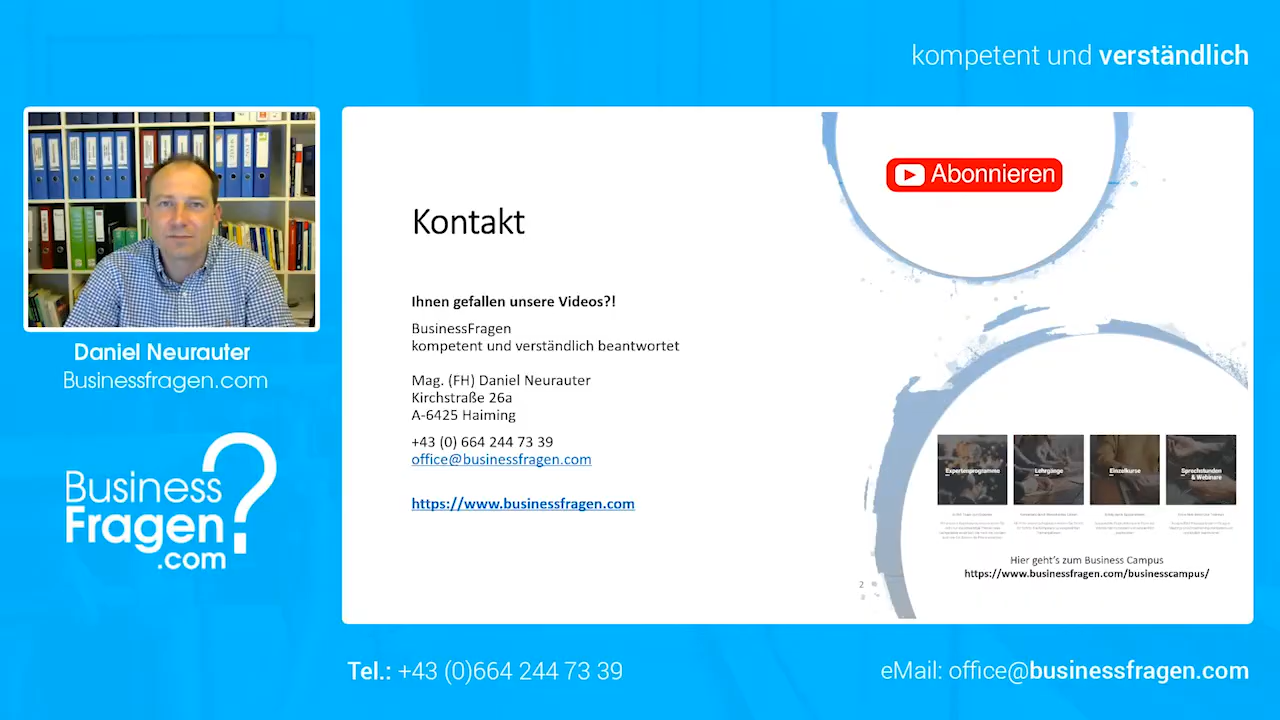 kompetent und verständlich
Abonnieren
Kontakt
Ihnen gefallen unsere Videos?!
BusinessFragen
kompetent und verständlich beantwortet
Mag. (FH) Daniel Neurauter
Kirchstraße 26a
A-6425 Haiming
+43 (0) 664 244 73 39
office@businessfragen.com
https://www.businessfragen.com
Expertenprogramme
Lehrgänge
Einzelkurse
Sprechstunden
& Webinare
Hier geht's zum Business Campus
https://www.businessfragen.com/businesscampus/
2
Daniel Neurauter
Businessfragen.com
Business
Fragen
.com
Tel.: +43 (0)664 244 73 39
eMail: office@businessfragen.com